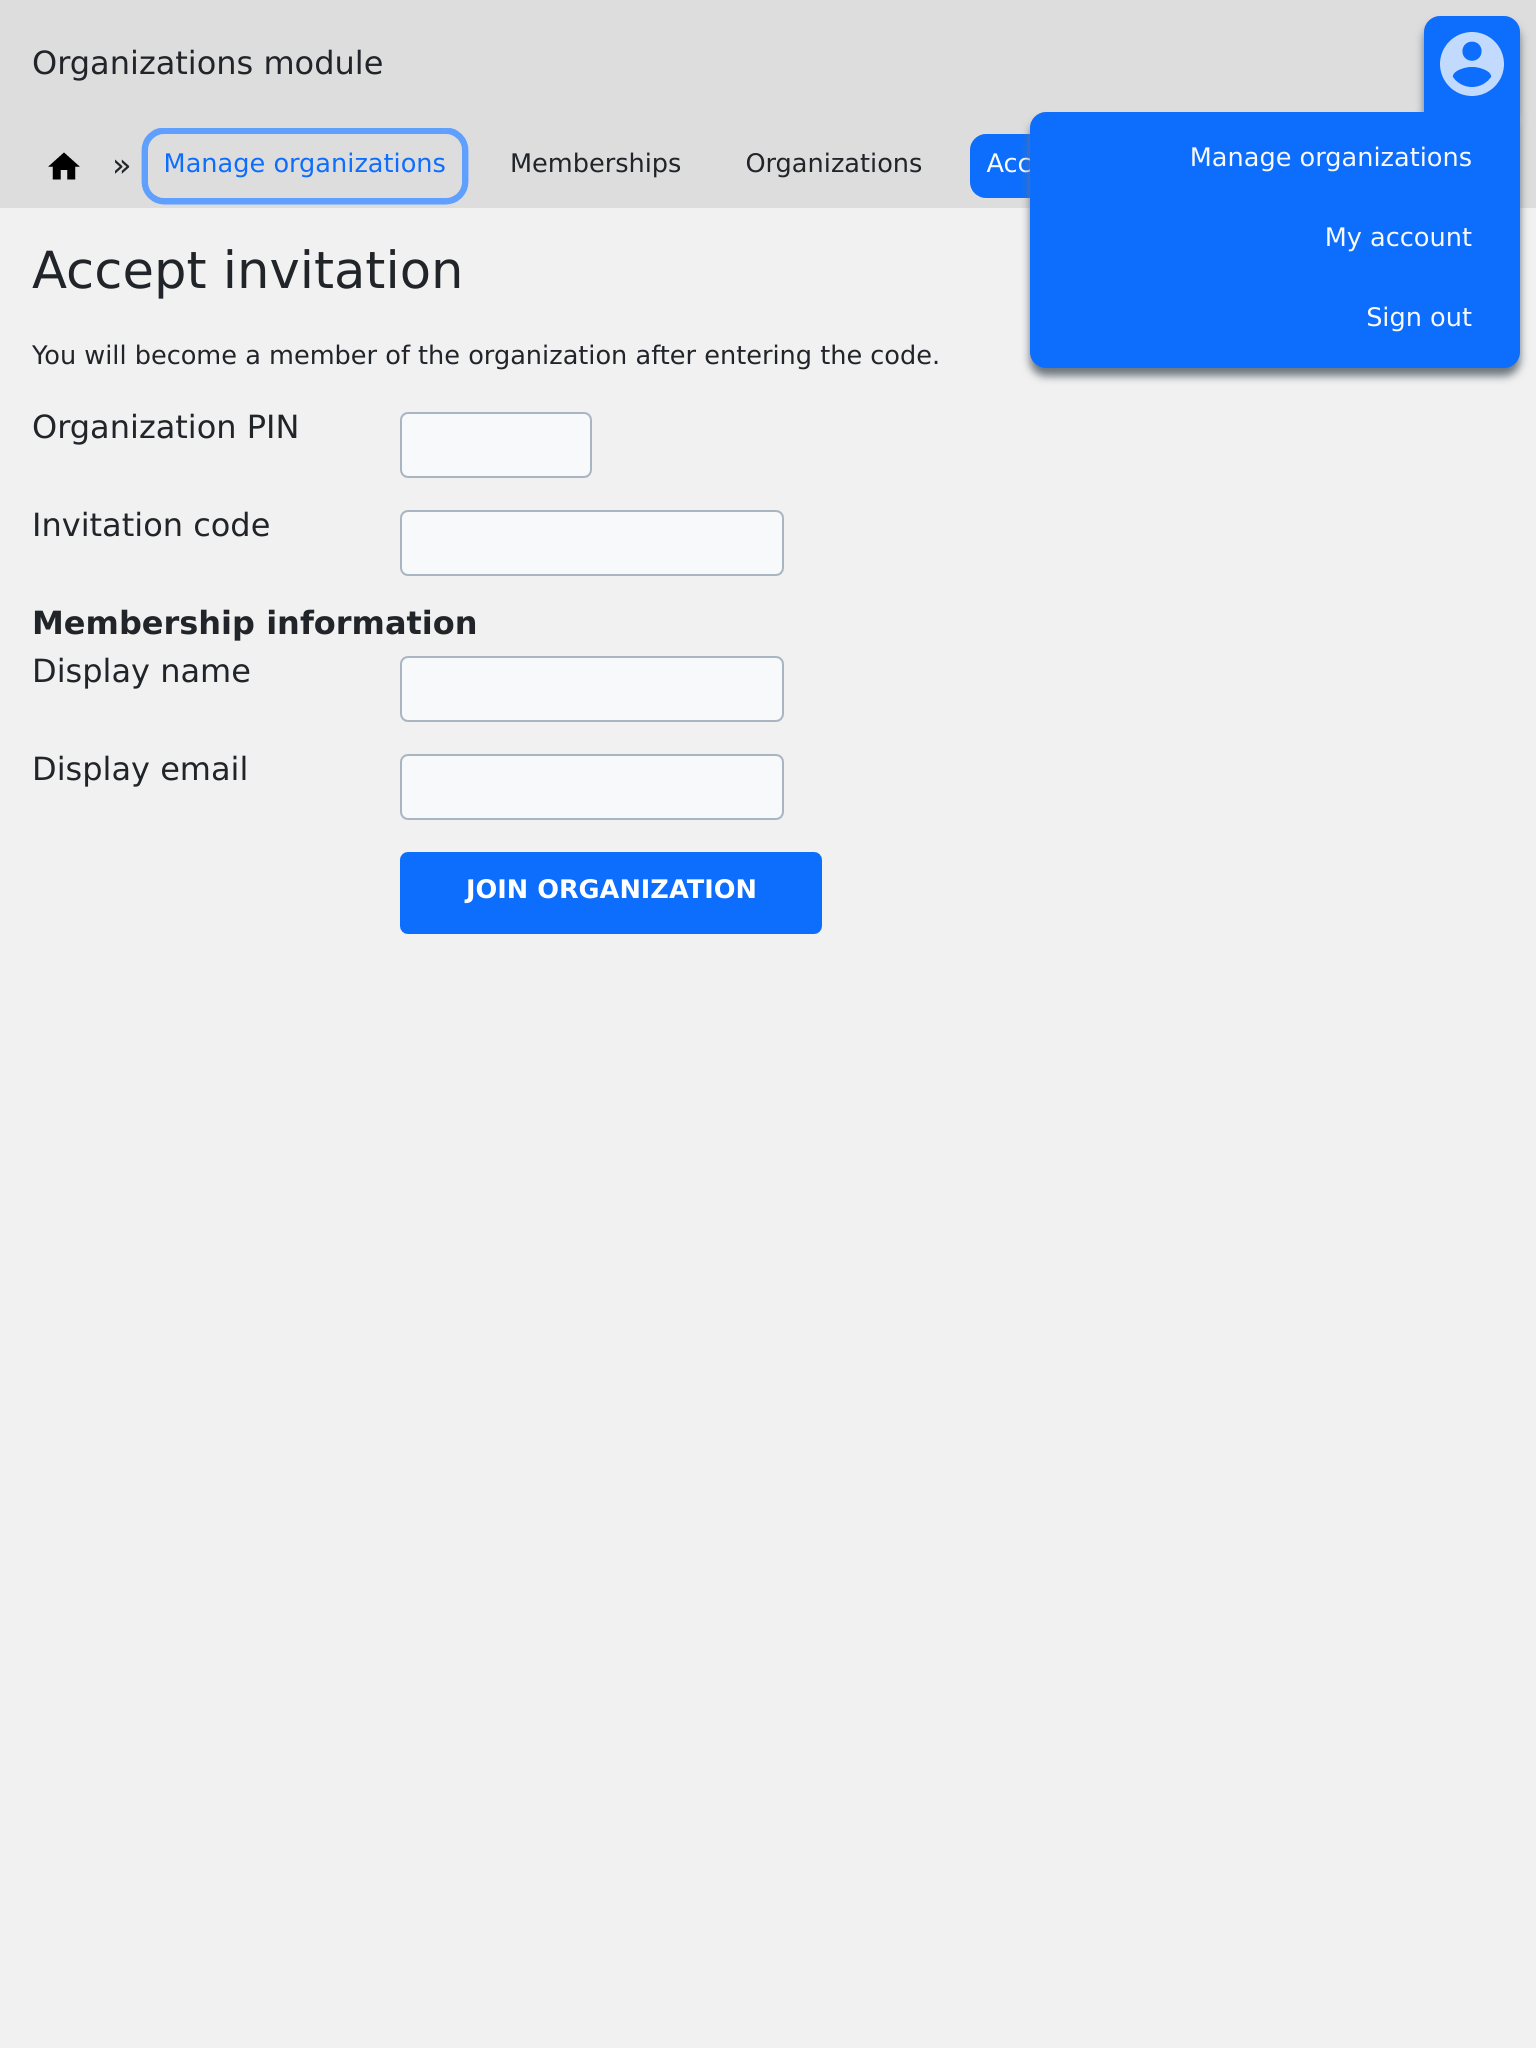 Organizations module
» Manage organizations Memberships Organizations
Manage organizations
My account
Sign out
Accept invitation
You will become a member of the organization after entering the code.
Organization PIN
Invitation code
Membership information
Display name
Display email
JOIN ORGANIZATION